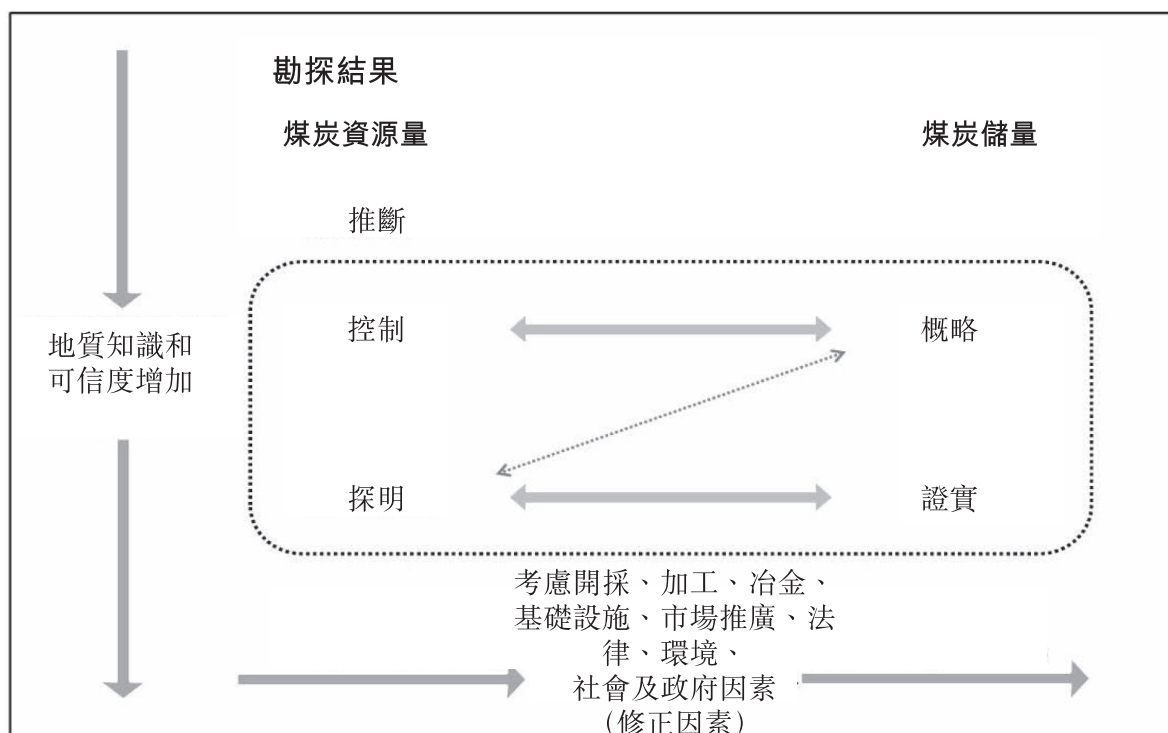 勘探結果
煤炭資源量
煤炭儲量
推斷
控制
概略
地質知識和
可信度增加
探明
證實
考慮開採、加工、冶金、
基礎設施、市場推廣、法
律、環境、
社會及政府因素
(修正因素)